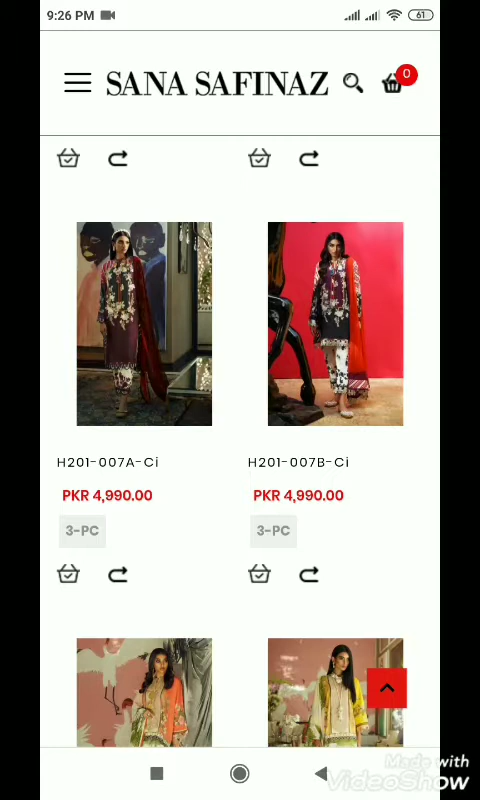 9:26 PM
61
SANA SAFINAZ
0
H201-007A-Ci
H201-007B-Ci
PKR 4,990.00
PKR 4,990.00
3-PC
3-PC
Made with
VideoShow